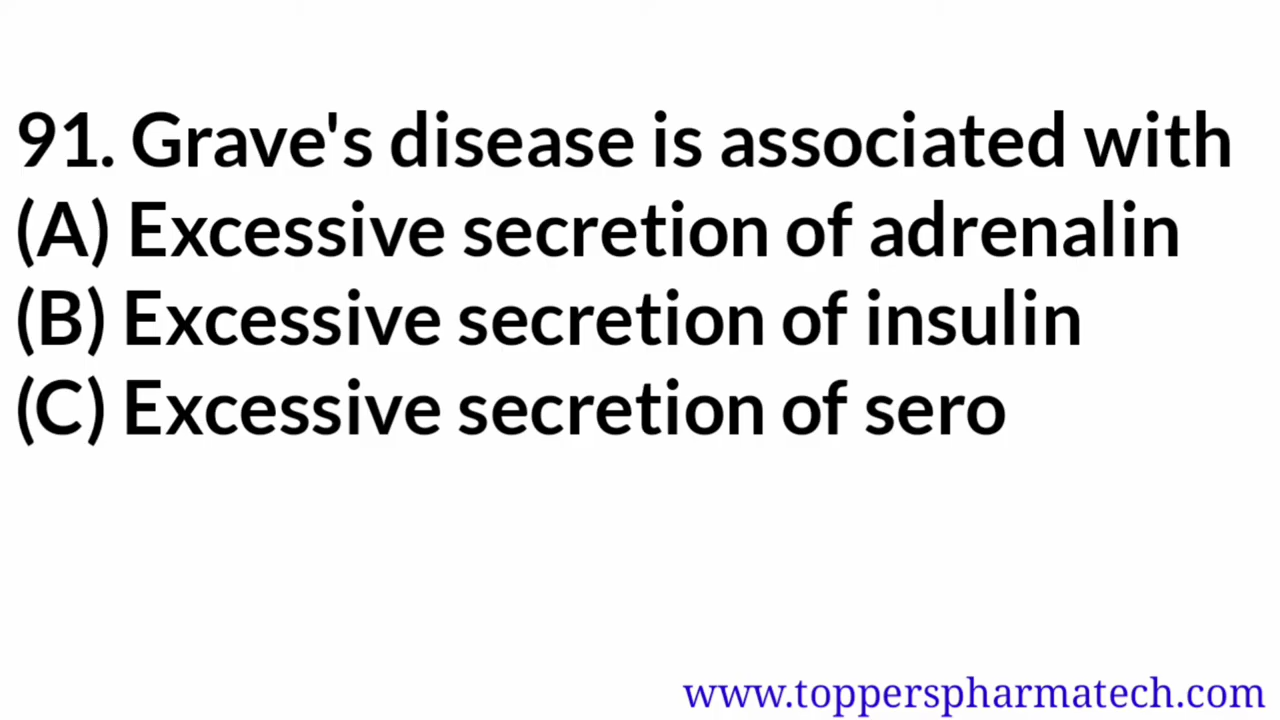 91. Grave's disease is associated with
(A) Excessive secretion of adrenalin
(B) Excessive secretion of insulin
(C) Excessive secretion of sero
www.topperspharmatech.com